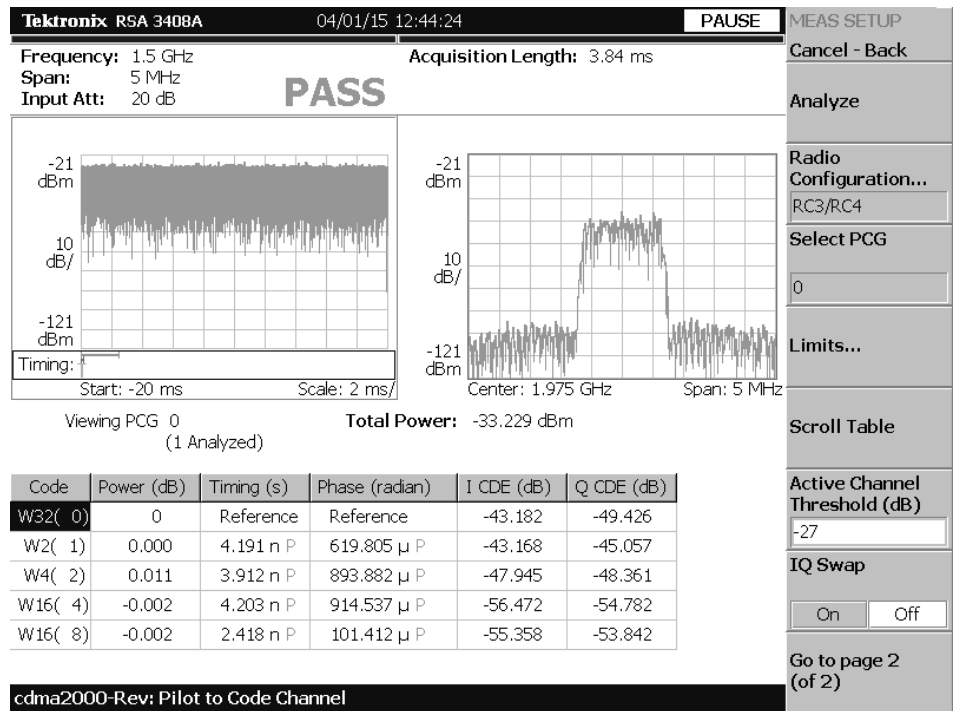 Tektronix RSA 3408A 04/01/15 12:44:24 PAUSE
Frequency: 1.5 GHz Acquisition Length: 3.84 ms
Span: 5 MHz
Input Att: 20 dB
PASS
-21
dBm
10
dB/
-121
dBm
Timing:
Start: -20 ms Scale: 2 ms/
-21
dBm
10
dB/
-121
dBm
Center: 1.975 GHz Span: 5 MHz
Viewing PCG 0 Total Power: -33.229 dBm
(1 Analyzed)
Code Power (dB) Timing (s) Phase (radian) I CDE (dB) Q CDE (dB)
W32( 0) 0 Reference Reference -43.182 -49.426
W2( 1) 0.000 4.191 n P 619.805 µ P -43.168 -45.057
W4( 2) 0.011 3.912 n P 893.882 µ P -47.945 -48.361
W16( 4) -0.002 4.203 n P 914.537 µ P -56.472 -54.782
W16( 8) -0.002 2.418 n P 101.412 µ P -55.358 -53.842
cdma2000-Rev: Pilot to Code Channel
MEAS SETUP
Cancel - Back
Analyze
Radio
Configuration...
RC3/RC4
Select PCG
0
Limits...
Scroll Table
Active Channel
Threshold (dB)
-27
IQ Swap
On Off
Go to page 2
(of 2)